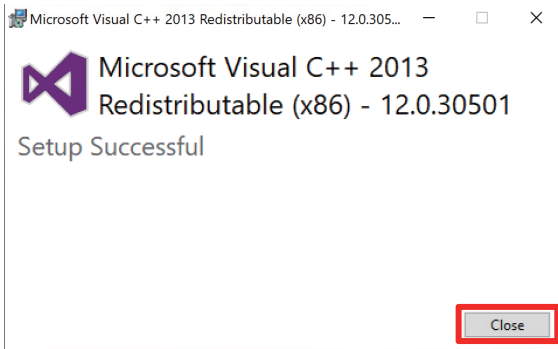 Microsoft Visual C++ 2013 Redistributable (x86) - 12.0.305...
Microsoft Visual C++ 2013
Redistributable (x86) - 12.0.30501
Setup Successful
Close